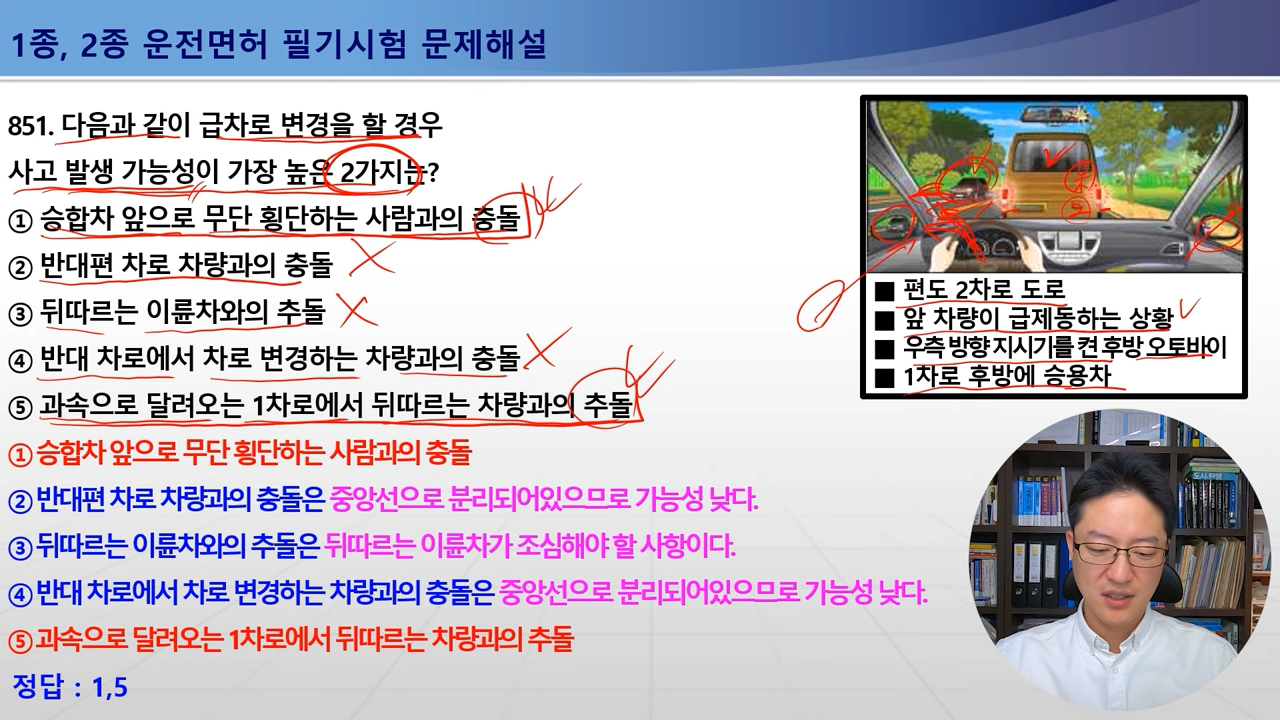 1종, 2종 운전면허 필기시험 문제해설
851. 다음과 같이 급차로 변경을 할 경우
사고 발생 가능성이 가장 높은 2가지는?
① 승합차 앞으로 무단 횡단하는 사람과의 충돌
② 반대편 차로 차량과의 충돌
③ 뒤따르는 이륜차와의 추돌
④ 반대 차로에서 차로 변경하는 차량과의 충돌
⑤ 과속으로 달려오는 1차로에서 뒤따르는 차량과의 추돌
① 승합차 앞으로 무단 횡단하는 사람과의 충돌
② 반대편 차로 차량과의 충돌은 중앙선으로 분리되어있으므로 가능성 낮다.
③ 뒤따르는 이륜차와의 추돌은 뒤따르는 이륜차가 조심해야 할 사항이다.
④ 반대 차로에서 차로 변경하는 차량과의 충돌은 중앙선으로 분리되어있으므로 가능성 낮다.
⑤ 과속으로 달려오는 1차로에서 뒤따르는 차량과의 추돌
정답 : 1,5
■ 편도 2차로 도로
■ 앞 차량이 급제동하는 상황
■ 우측 방향 지시기를 켠 후방 오토바이
■ 1차로 후방에 승용차